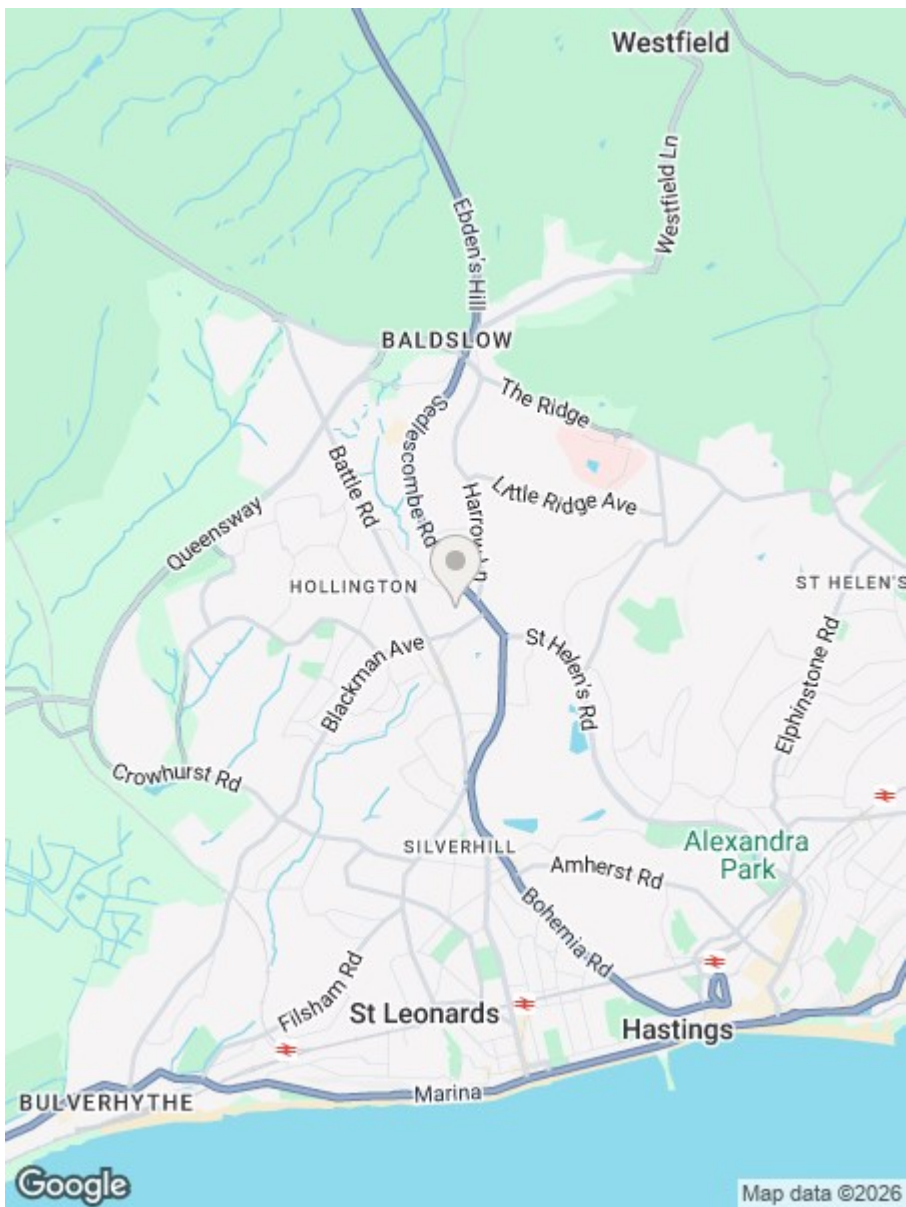 Westfield
Westfield Ln
Ebden's Hill
BALDSLOW
The Ridge
Sedlescombe Rd
Battle Rd
Harrow Ln
Little Ridge Ave
Queensway
HOLLINGTON
ST HELEN'S
Blackman Ave
St Helen's Rd
Elphinstone Rd
Crowhurst Rd
SILVERHILL
Alexandra
Park
Amherst Rd
Bohemia Rd
Filsham Rd
St Leonards
Hastings
Marina
BULVERHYTHE
Google
Map data ©2026